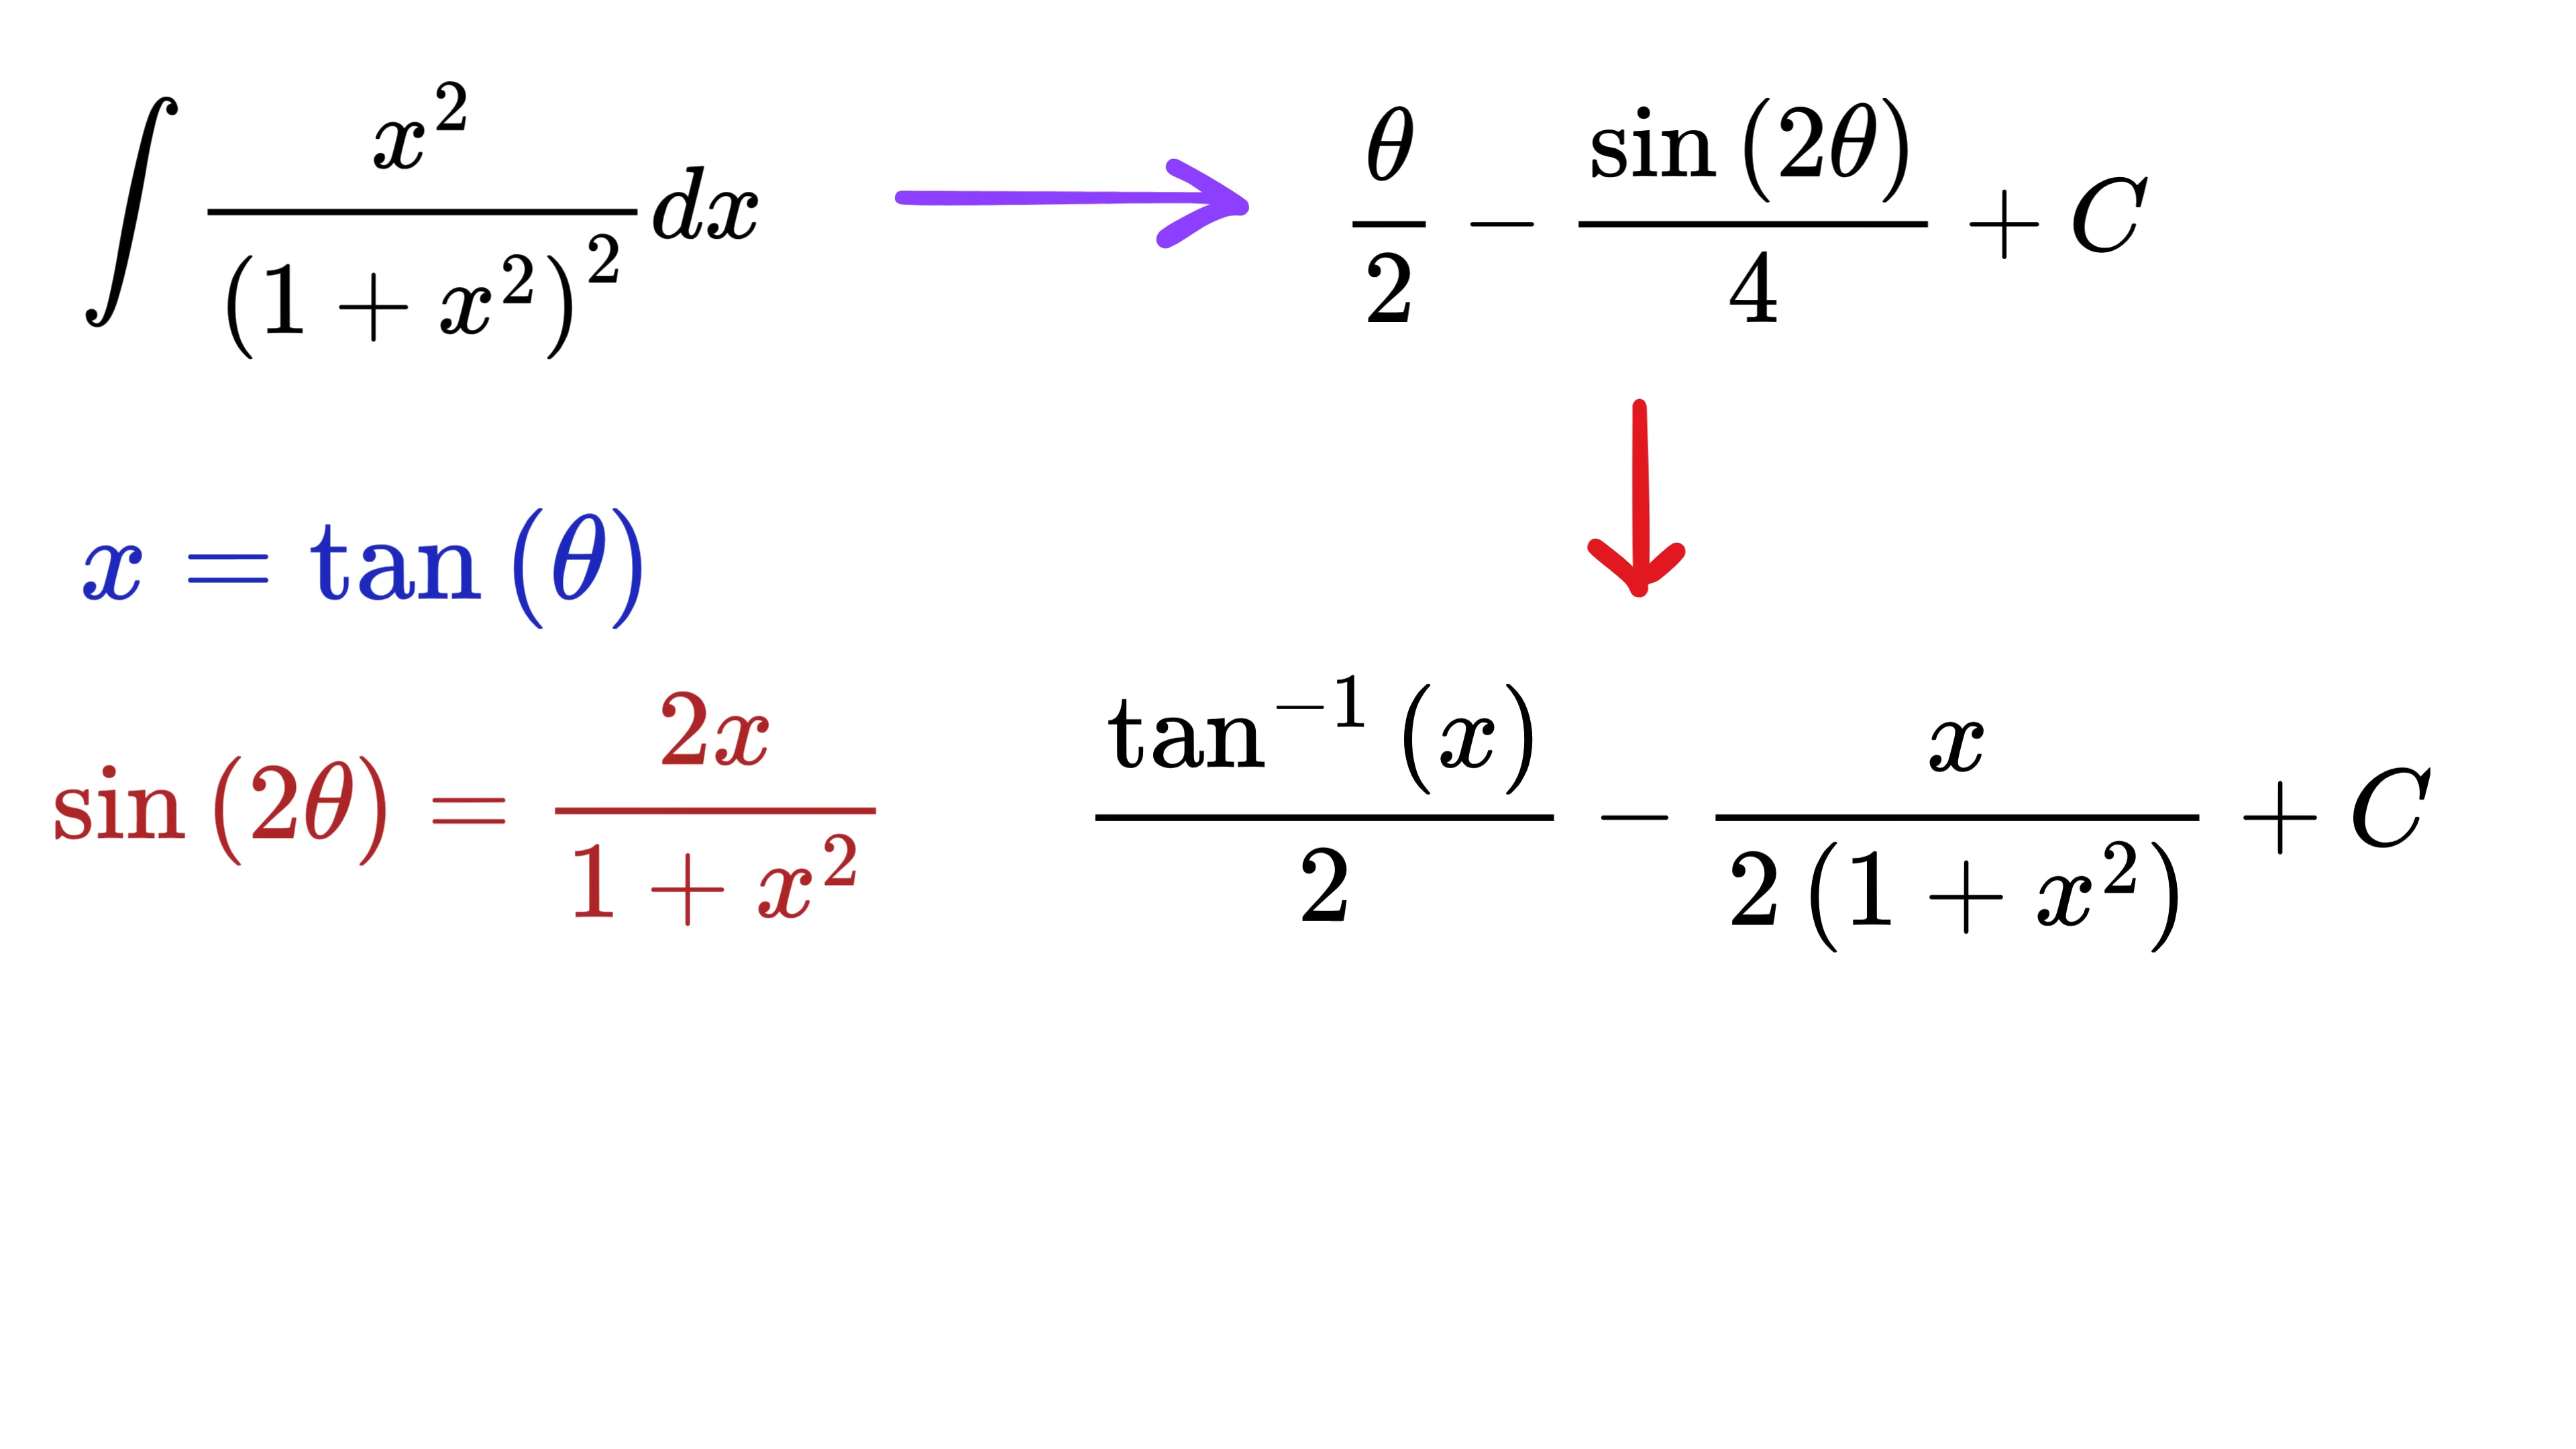 ∫ x² / (1 + x²)² dx
θ/2 − sin (2θ)/4 + C
x = tan (θ)
sin (2θ) = 2x / (1 + x²)
tan⁻¹ (x) / 2 − x / (2 (1 + x²)) + C